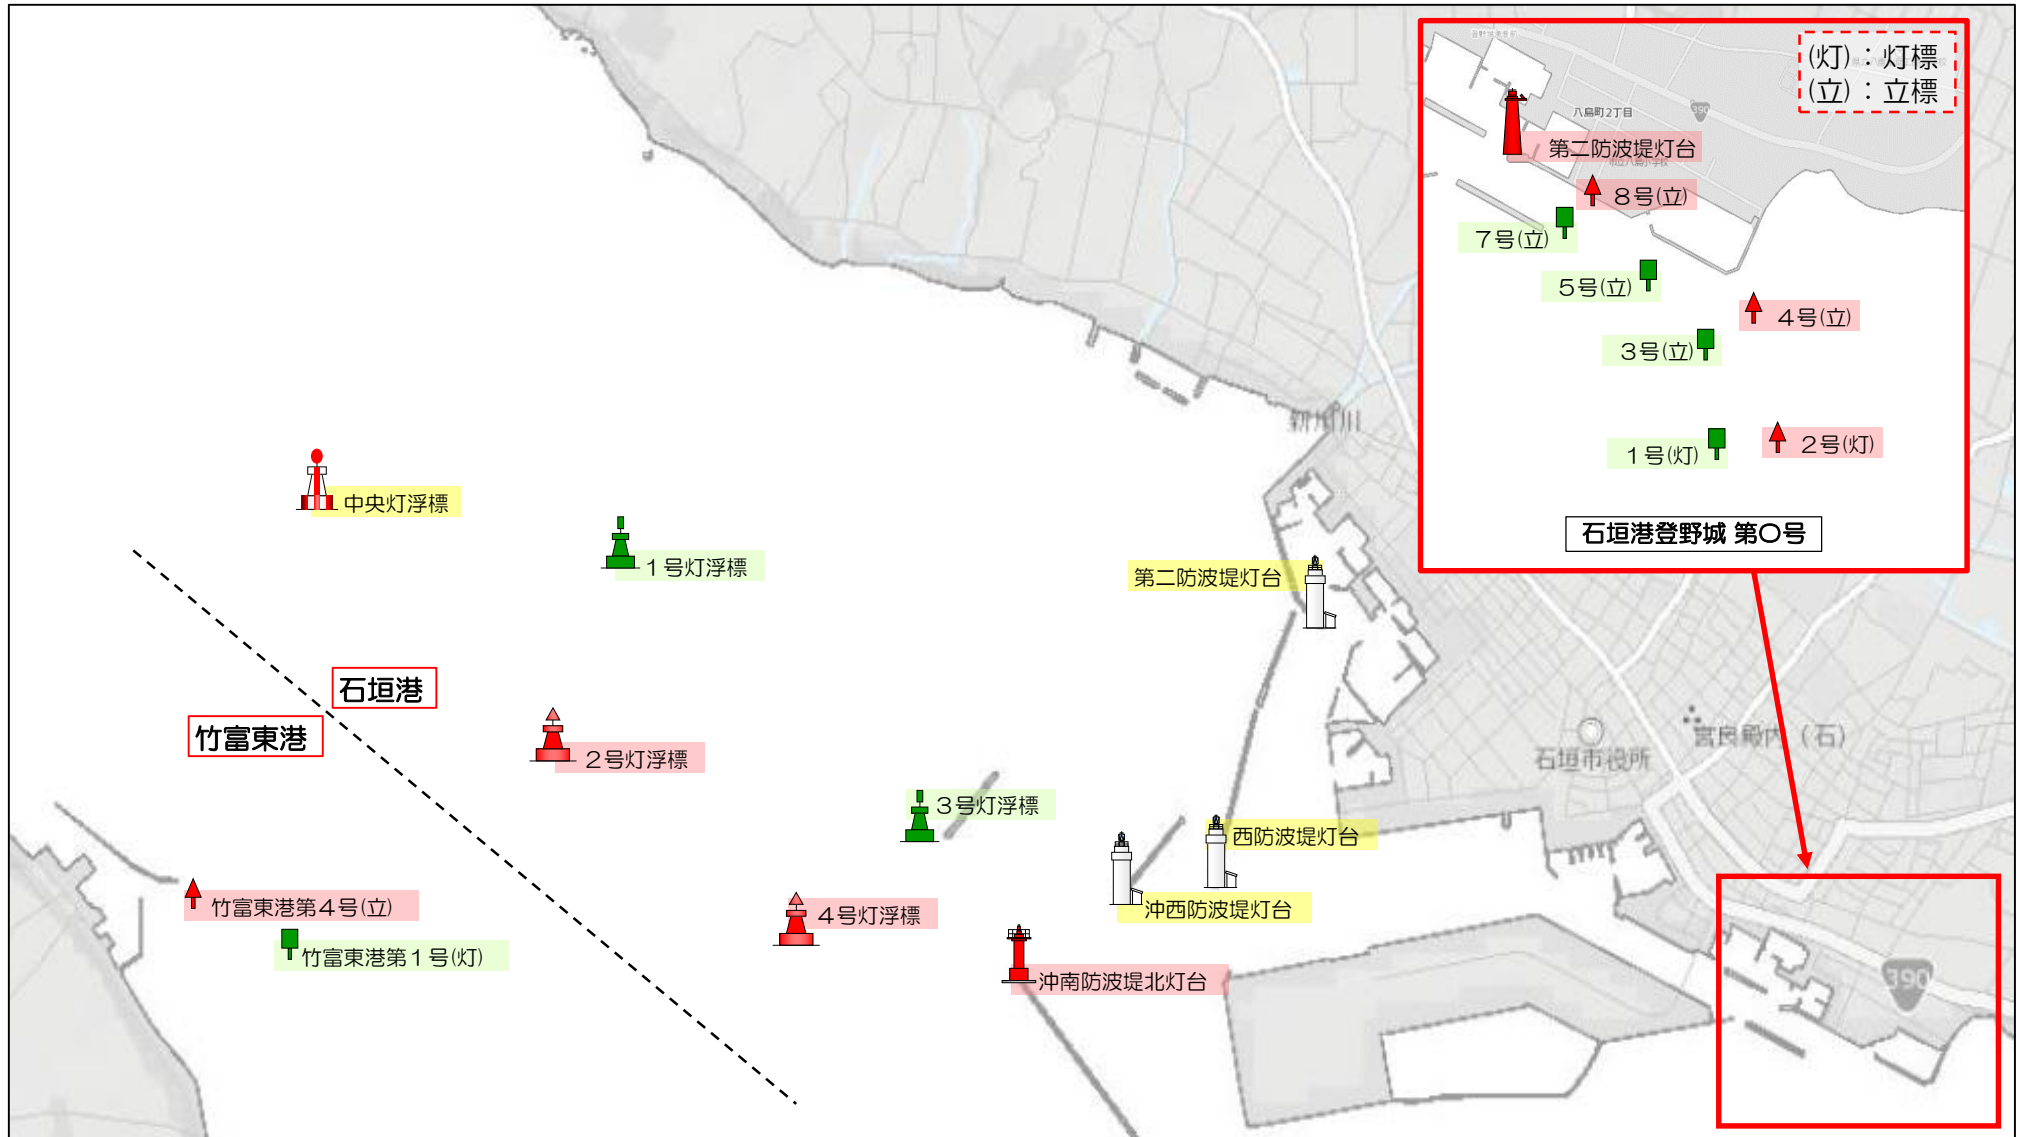 (灯)：灯標
(立)：立標
八島町2丁目
390
第二防波堤灯台
８号(立)
７号(立)
５号(立)
４号(立)
３号(立)
１号(灯)
２号(灯)
石垣港登野城 第〇号
新川川
中央灯浮標
１号灯浮標
第二防波堤灯台
石垣港
竹富東港
２号灯浮標
宮良殿内（石）
石垣市役所
３号灯浮標
西防波堤灯台
竹富東港第４号(立)
４号灯浮標
沖西防波堤灯台
竹富東港第１号(灯)
沖南防波堤北灯台
390